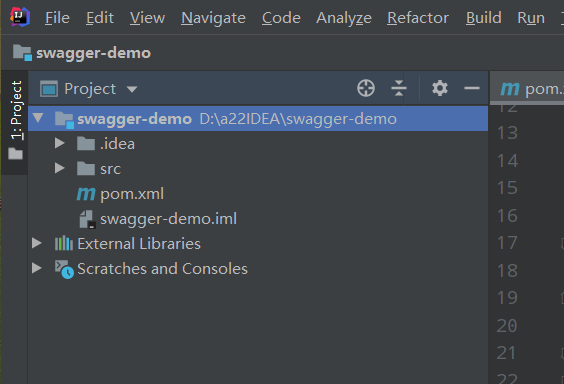 File Edit View Navigate Code Analyze Refactor Build Run T
swagger-demo
1: Project
Project
pom.
swagger-demo D:\a22IDEA\swagger-demo
.idea
src
pom.xml
swagger-demo.iml
External Libraries
Scratches and Consoles
12
13
14
15
16
17
18
19
20
21
22